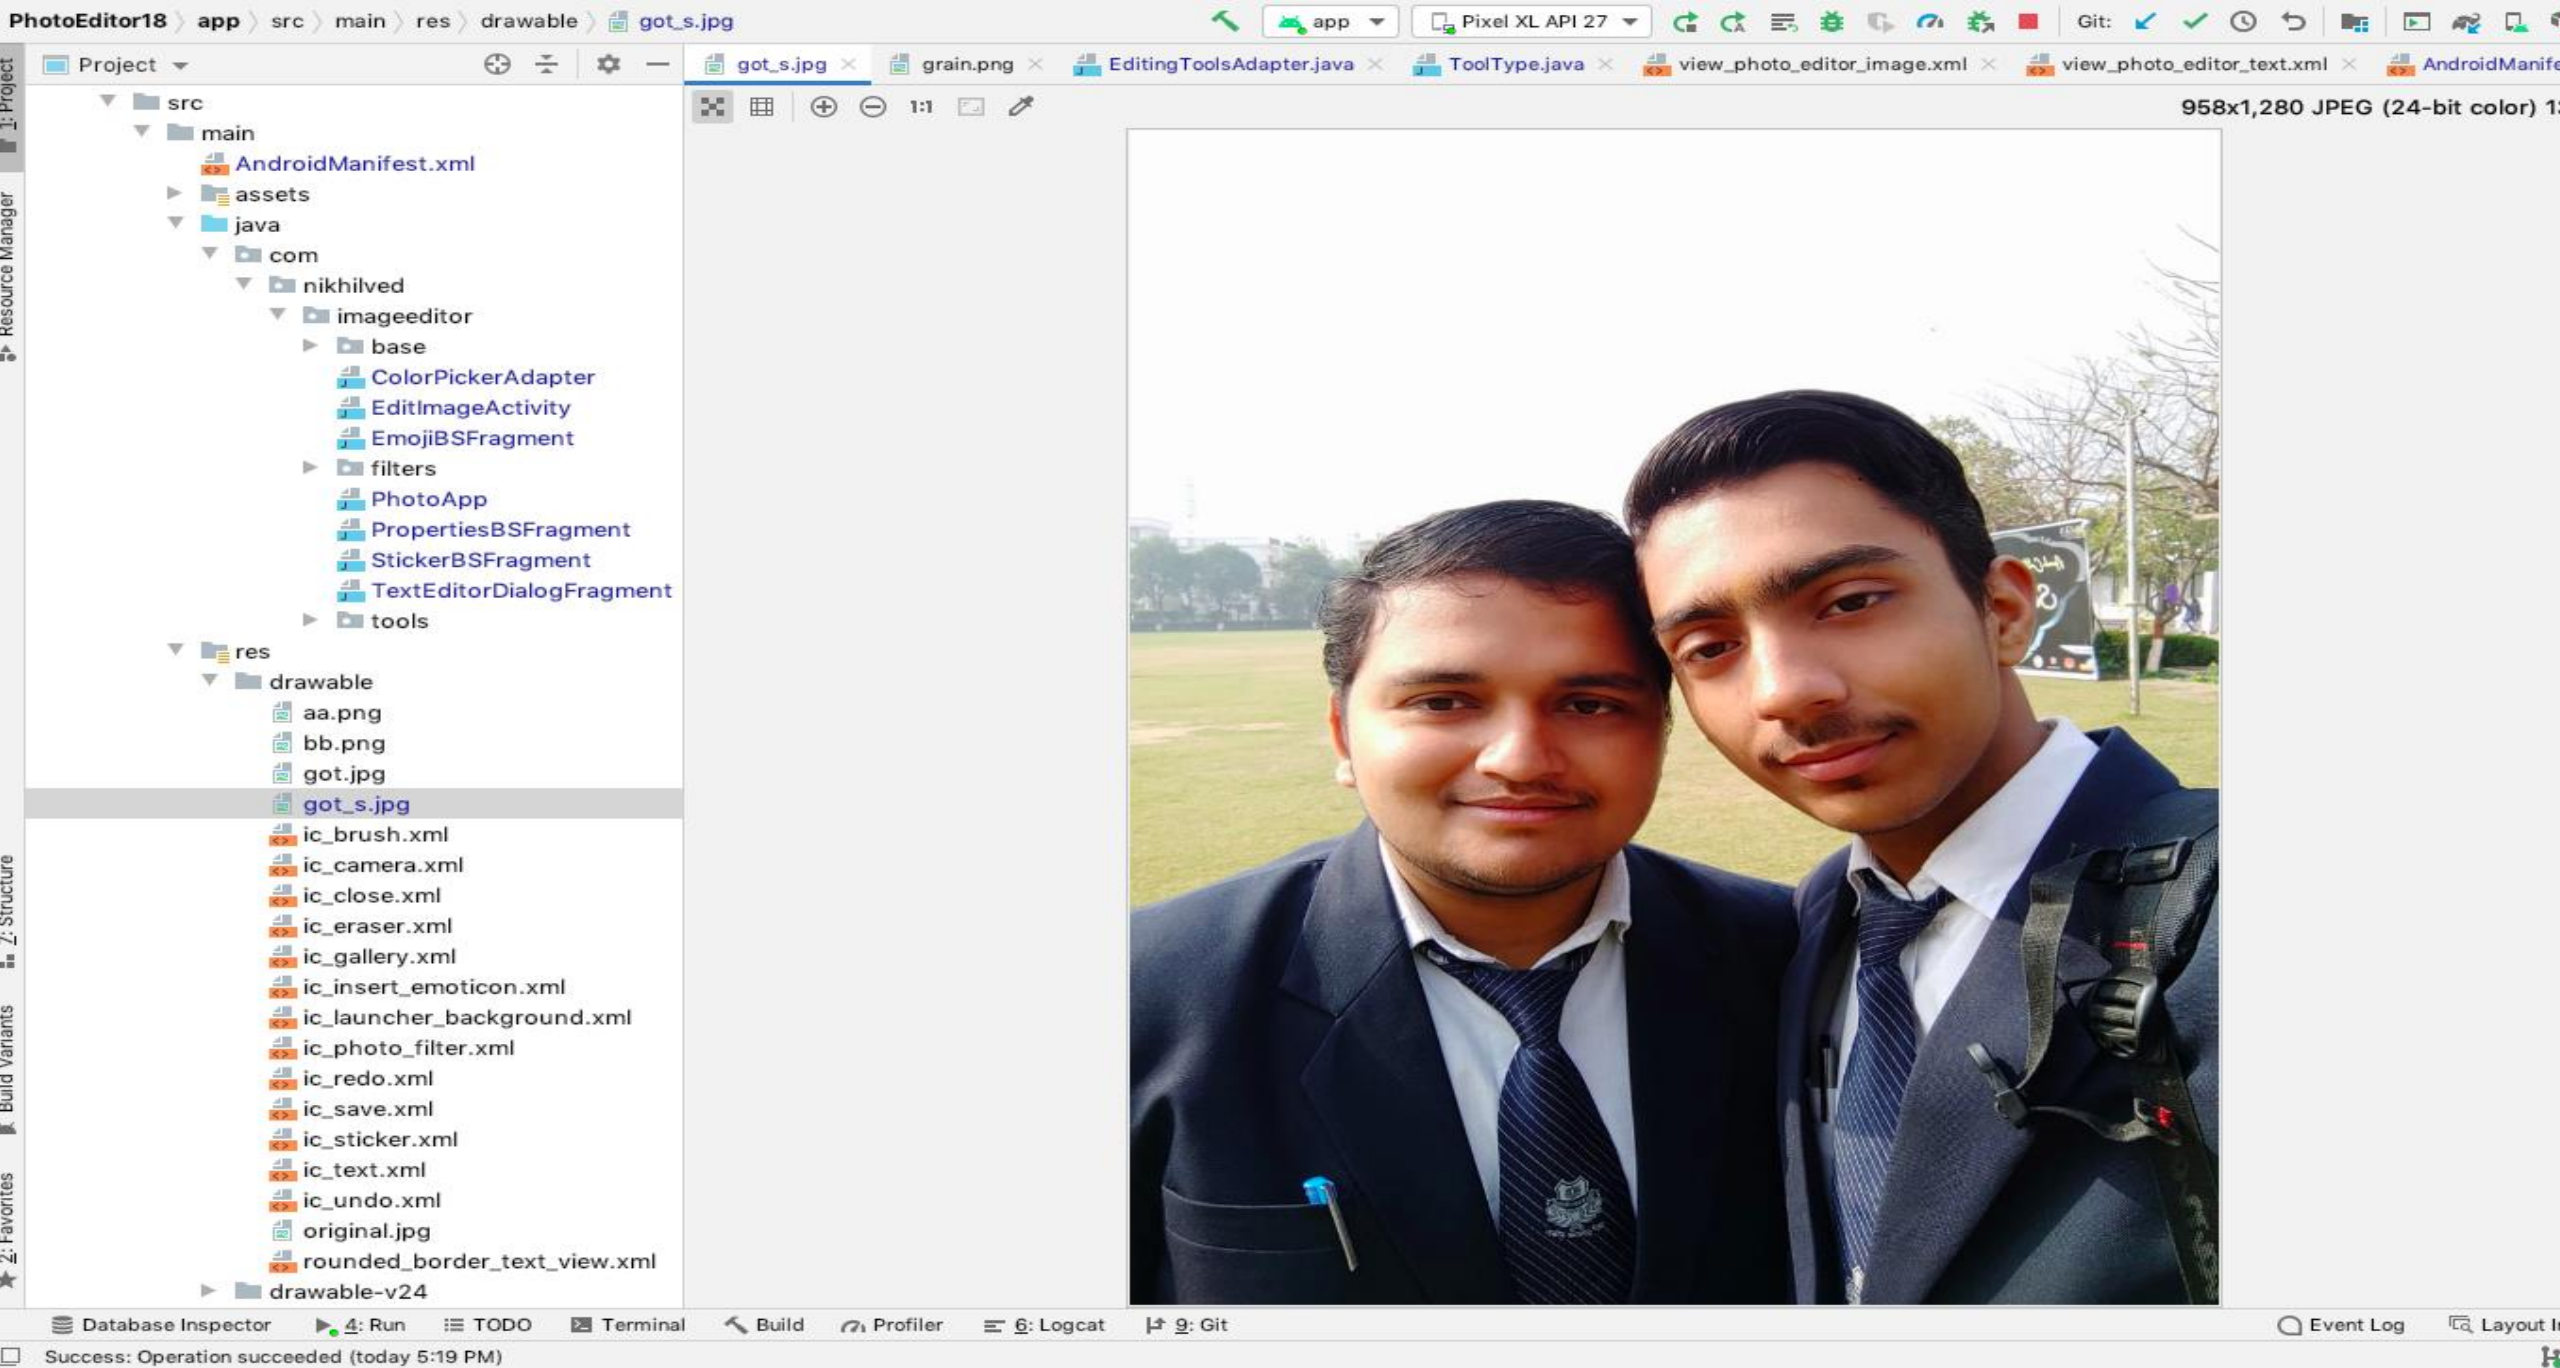 PhotoEditor18 app src main res drawable got_s.jpg app Pixel XL API 27 Git:
Project
got_s.jpg grain.png EditingToolsAdapter.java ToolType.java view_photo_editor_image.xml view_photo_editor_text.xml AndroidManife
1:1 958x1,280 JPEG (24-bit color) 1
1: Project
Resource Manager
7: Structure
Build Variants
2: Favorites
src
main
AndroidManifest.xml
assets
java
com
nikhilved
imageeditor
base
ColorPickerAdapter
EditImageActivity
EmojiBSFragment
filters
PhotoApp
PropertiesBSFragment
StickerBSFragment
TextEditorDialogFragment
tools
res
drawable
aa.png
bb.png
got.jpg
got_s.jpg
ic_brush.xml
ic_camera.xml
ic_close.xml
ic_eraser.xml
ic_gallery.xml
ic_insert_emoticon.xml
ic_launcher_background.xml
ic_photo_filter.xml
ic_redo.xml
ic_save.xml
ic_sticker.xml
ic_text.xml
ic_undo.xml
original.jpg
rounded_border_text_view.xml
drawable-v24
Database Inspector 4: Run TODO Terminal Build Profiler 6: Logcat 9: Git Event Log Layout I
Success: Operation succeeded (today 5:19 PM)